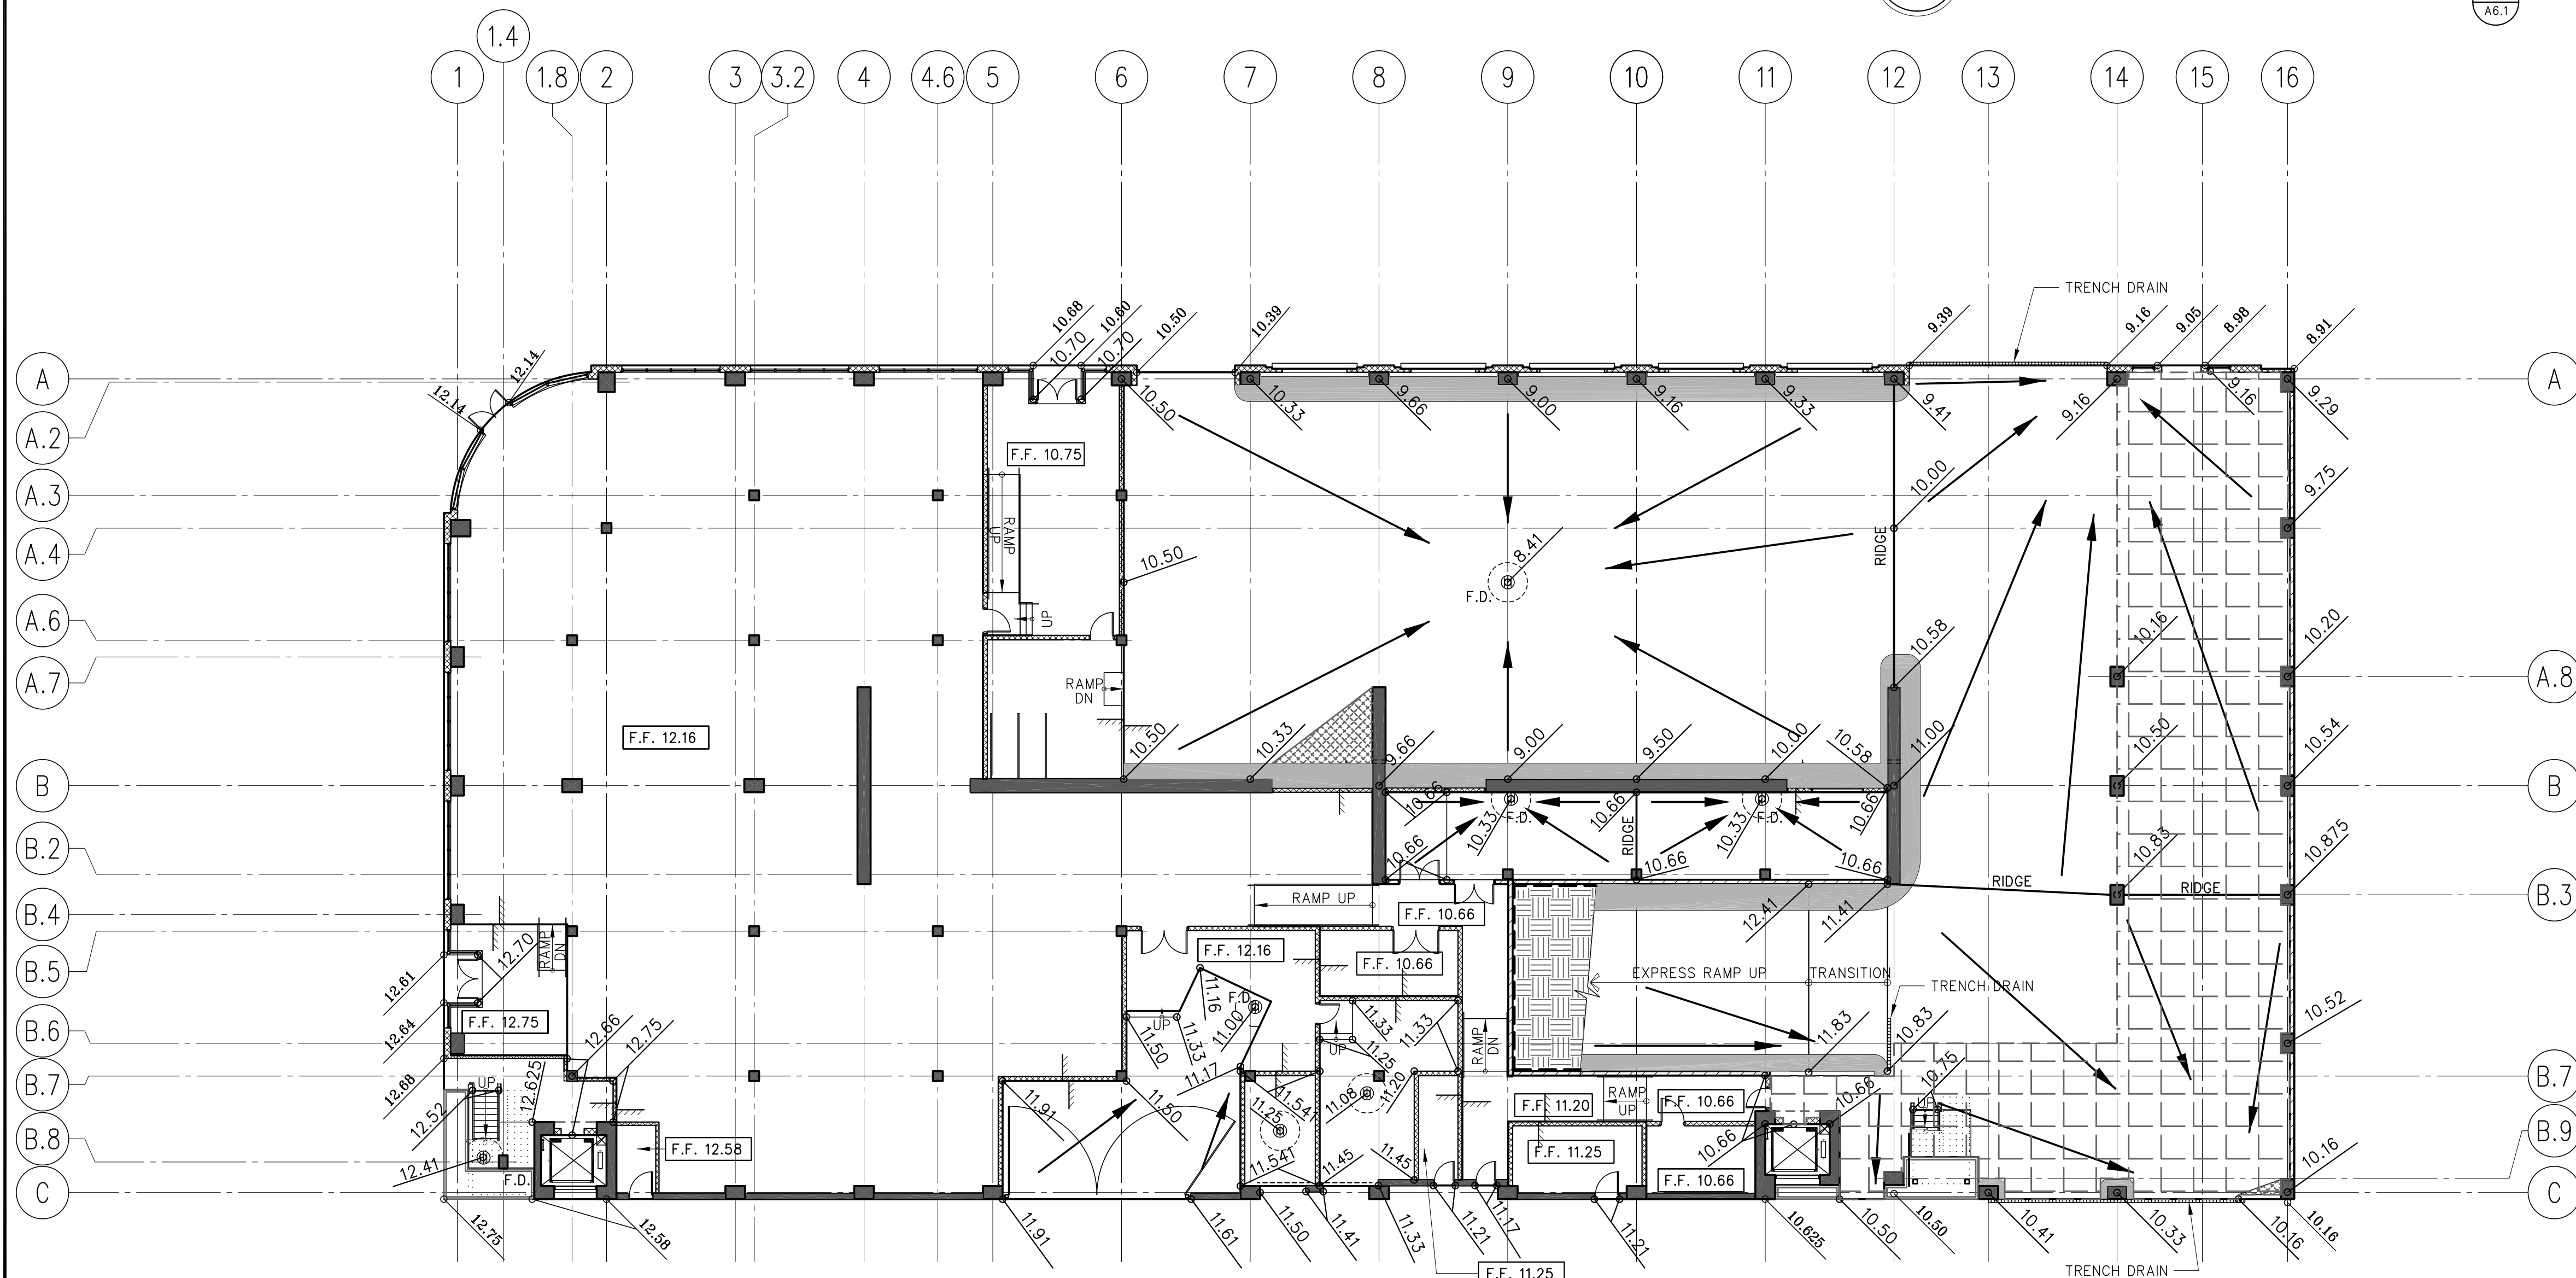 A6.1
1.4
1
1.8
2
3
3.2
4
4.6
5
6
7
8
9
10
11
12
13
14
15
16
TRENCH DRAIN
10.68
10.60
10.50
10.39
9.39
9.16
9.05
8.98
8.91
10.70
10.70
12.14
12.14
A
A
10.50
10.33
9.66
9.00
9.16
9.33
9.41
9.16
9.16
9.29
A.2
F.F. 10.75
10.00
9.75
A.3
RAMP
UP
RIDGE
A.4
10.50
8.41
F.D.
A.6
UP
10.58
10.16
10.20
A.7
RAMP
DN
A.8
F.F. 12.16
10.50
10.33
9.66
9.00
9.50
10.00
10.58
11.00
10.50
10.54
B
B
10.66
10.33
F.D.
10.66
RIDGE
10.33
F.D.
10.66
B.2
10.66
10.66
10.66
10.83
10.875
RIDGE
RIDGE
B.3
B.4
RAMP UP
F.F. 10.66
12.41
11.41
B.5
RAMP
DN
12.70
12.61
F.F. 12.16
F.F. 10.66
EXPRESS RAMP UP
TRANSITION
TRENCH DRAIN
11.16
F.D.
11.00
12.64
F.F. 12.75
12.66
12.75
UP
11.50
11.33
11.33
11.33
11.25
UP
RAMP
DN
11.83
10.83
10.52
B.6
B.7
B.7
12.68
UP
12.52
12.625
11.17
11.91
11.50
11.25
11.541
11.08
11.20
F.F. 11.20
RAMP
UP
F.F. 10.66
10.66
10.75
UP
B.8
B.9
12.41
F.D.
F.F. 12.58
11.541
11.45
11.45
F.F. 11.25
10.66
F.F. 10.66
10.16
C
C
12.75
12.58
11.91
11.61
11.50
11.41
11.33
11.21
11.17
11.21
10.625
10.50
10.50
10.41
10.33
10.16
10.16
F.F. 11.25
TRENCH DRAIN